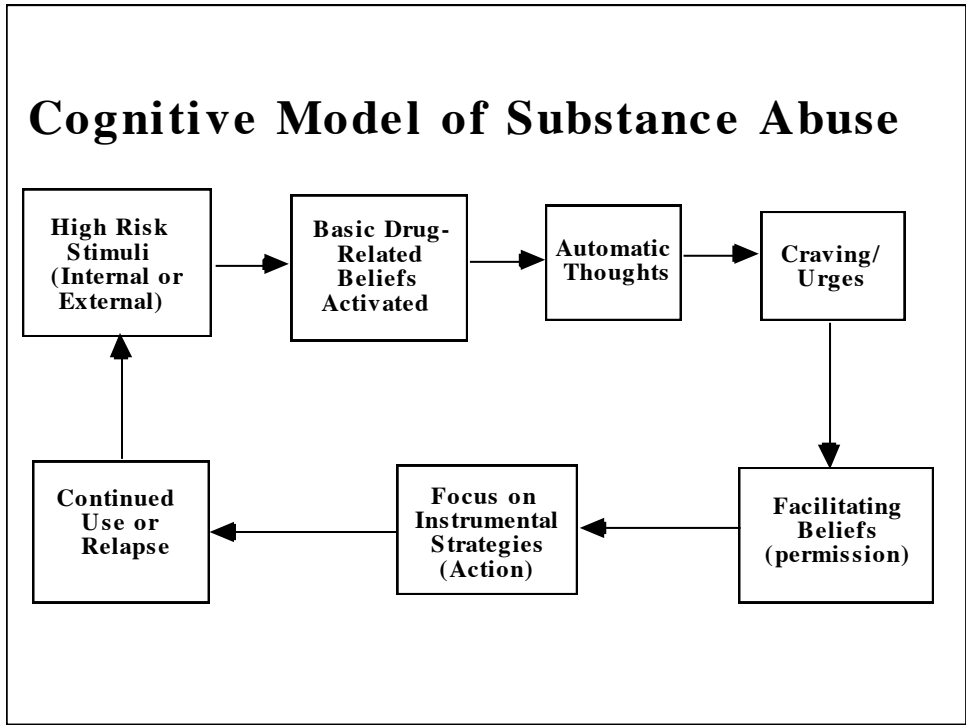 Cognitive Model of Substance Abuse
High Risk
Stimuli
(Internal or
External)
Basic Drug-
Related
Beliefs
Activated
Automatic
Thoughts
Craving/
Urges
Continued
Use or
Relapse
Focus on
Instrumental
Strategies
(Action)
Facilitating
Beliefs
(permission)